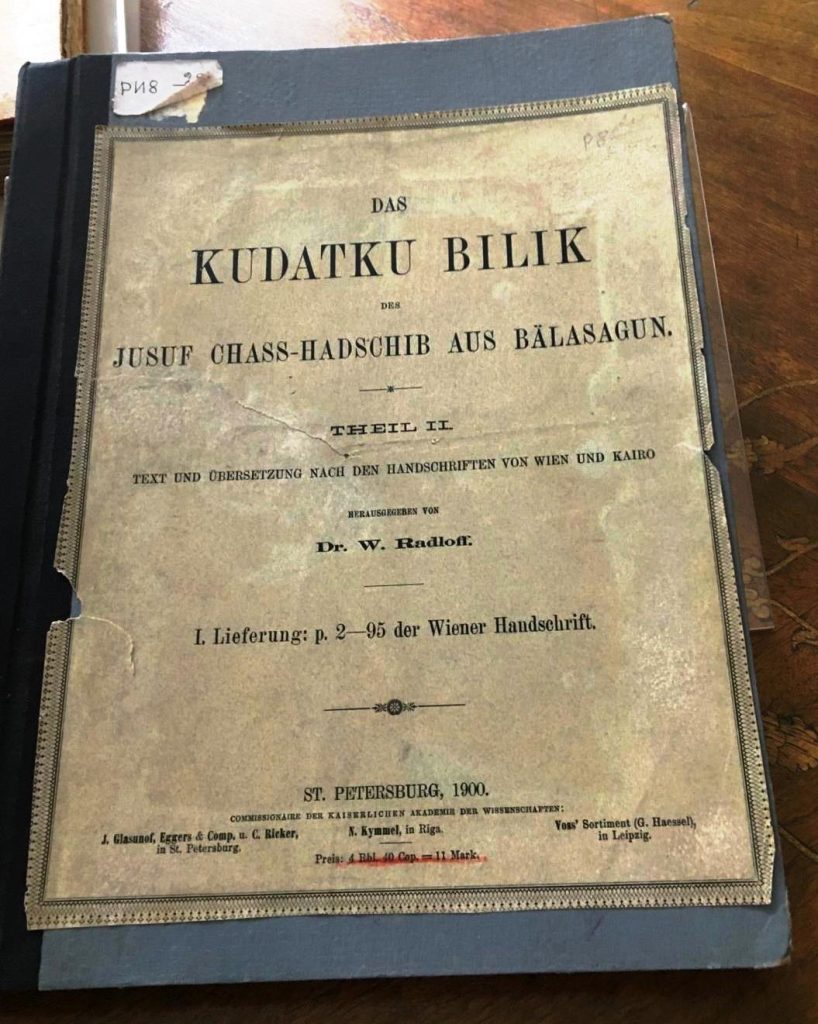 РИ8
DAS
KUDATKU BILIK
DES
JUSUF CHASS-HADSCHIB AUS BÄLASAGUN.
THEIL II.
TEXT UND ÜBERSETZUNG NACH DEN HANDSCHRIFTEN VON WIEN UND KAIRO
HERAUSGEGEBEN VON
Dr. W. Radloff.
I. Lieferung: p. 2—95 der Wiener Handschrift.
ST. PETERSBURG, 1900.
COMMISSIONAIRE DER KAISERLICHEN AKADEMIE DER WISSENSCHAFTEN:
J. Glasunof, Eggers & Comp. u. C. Ricker,
in St. Petersburg.
N. Kymmel, in Riga.
Voss' Sortiment (G. Haessel),
in Leipzig.
Preis: 4 Rbl. 40 Cop. = 11 Mark.